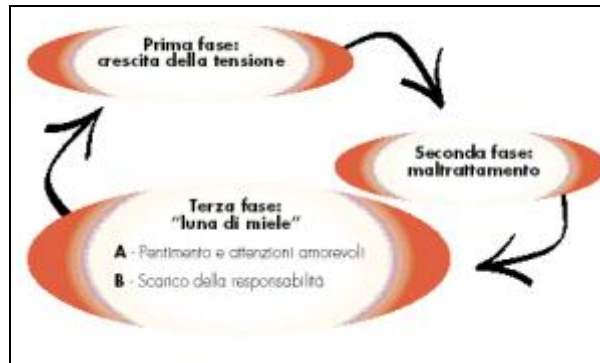 Prima fase:
crescita della tensione
Seconda fase:
maltrattamento
Terza fase:
"luna di miele"
A - Pentimento e attenzioni amorevoli
B - Scarico della responsabilità